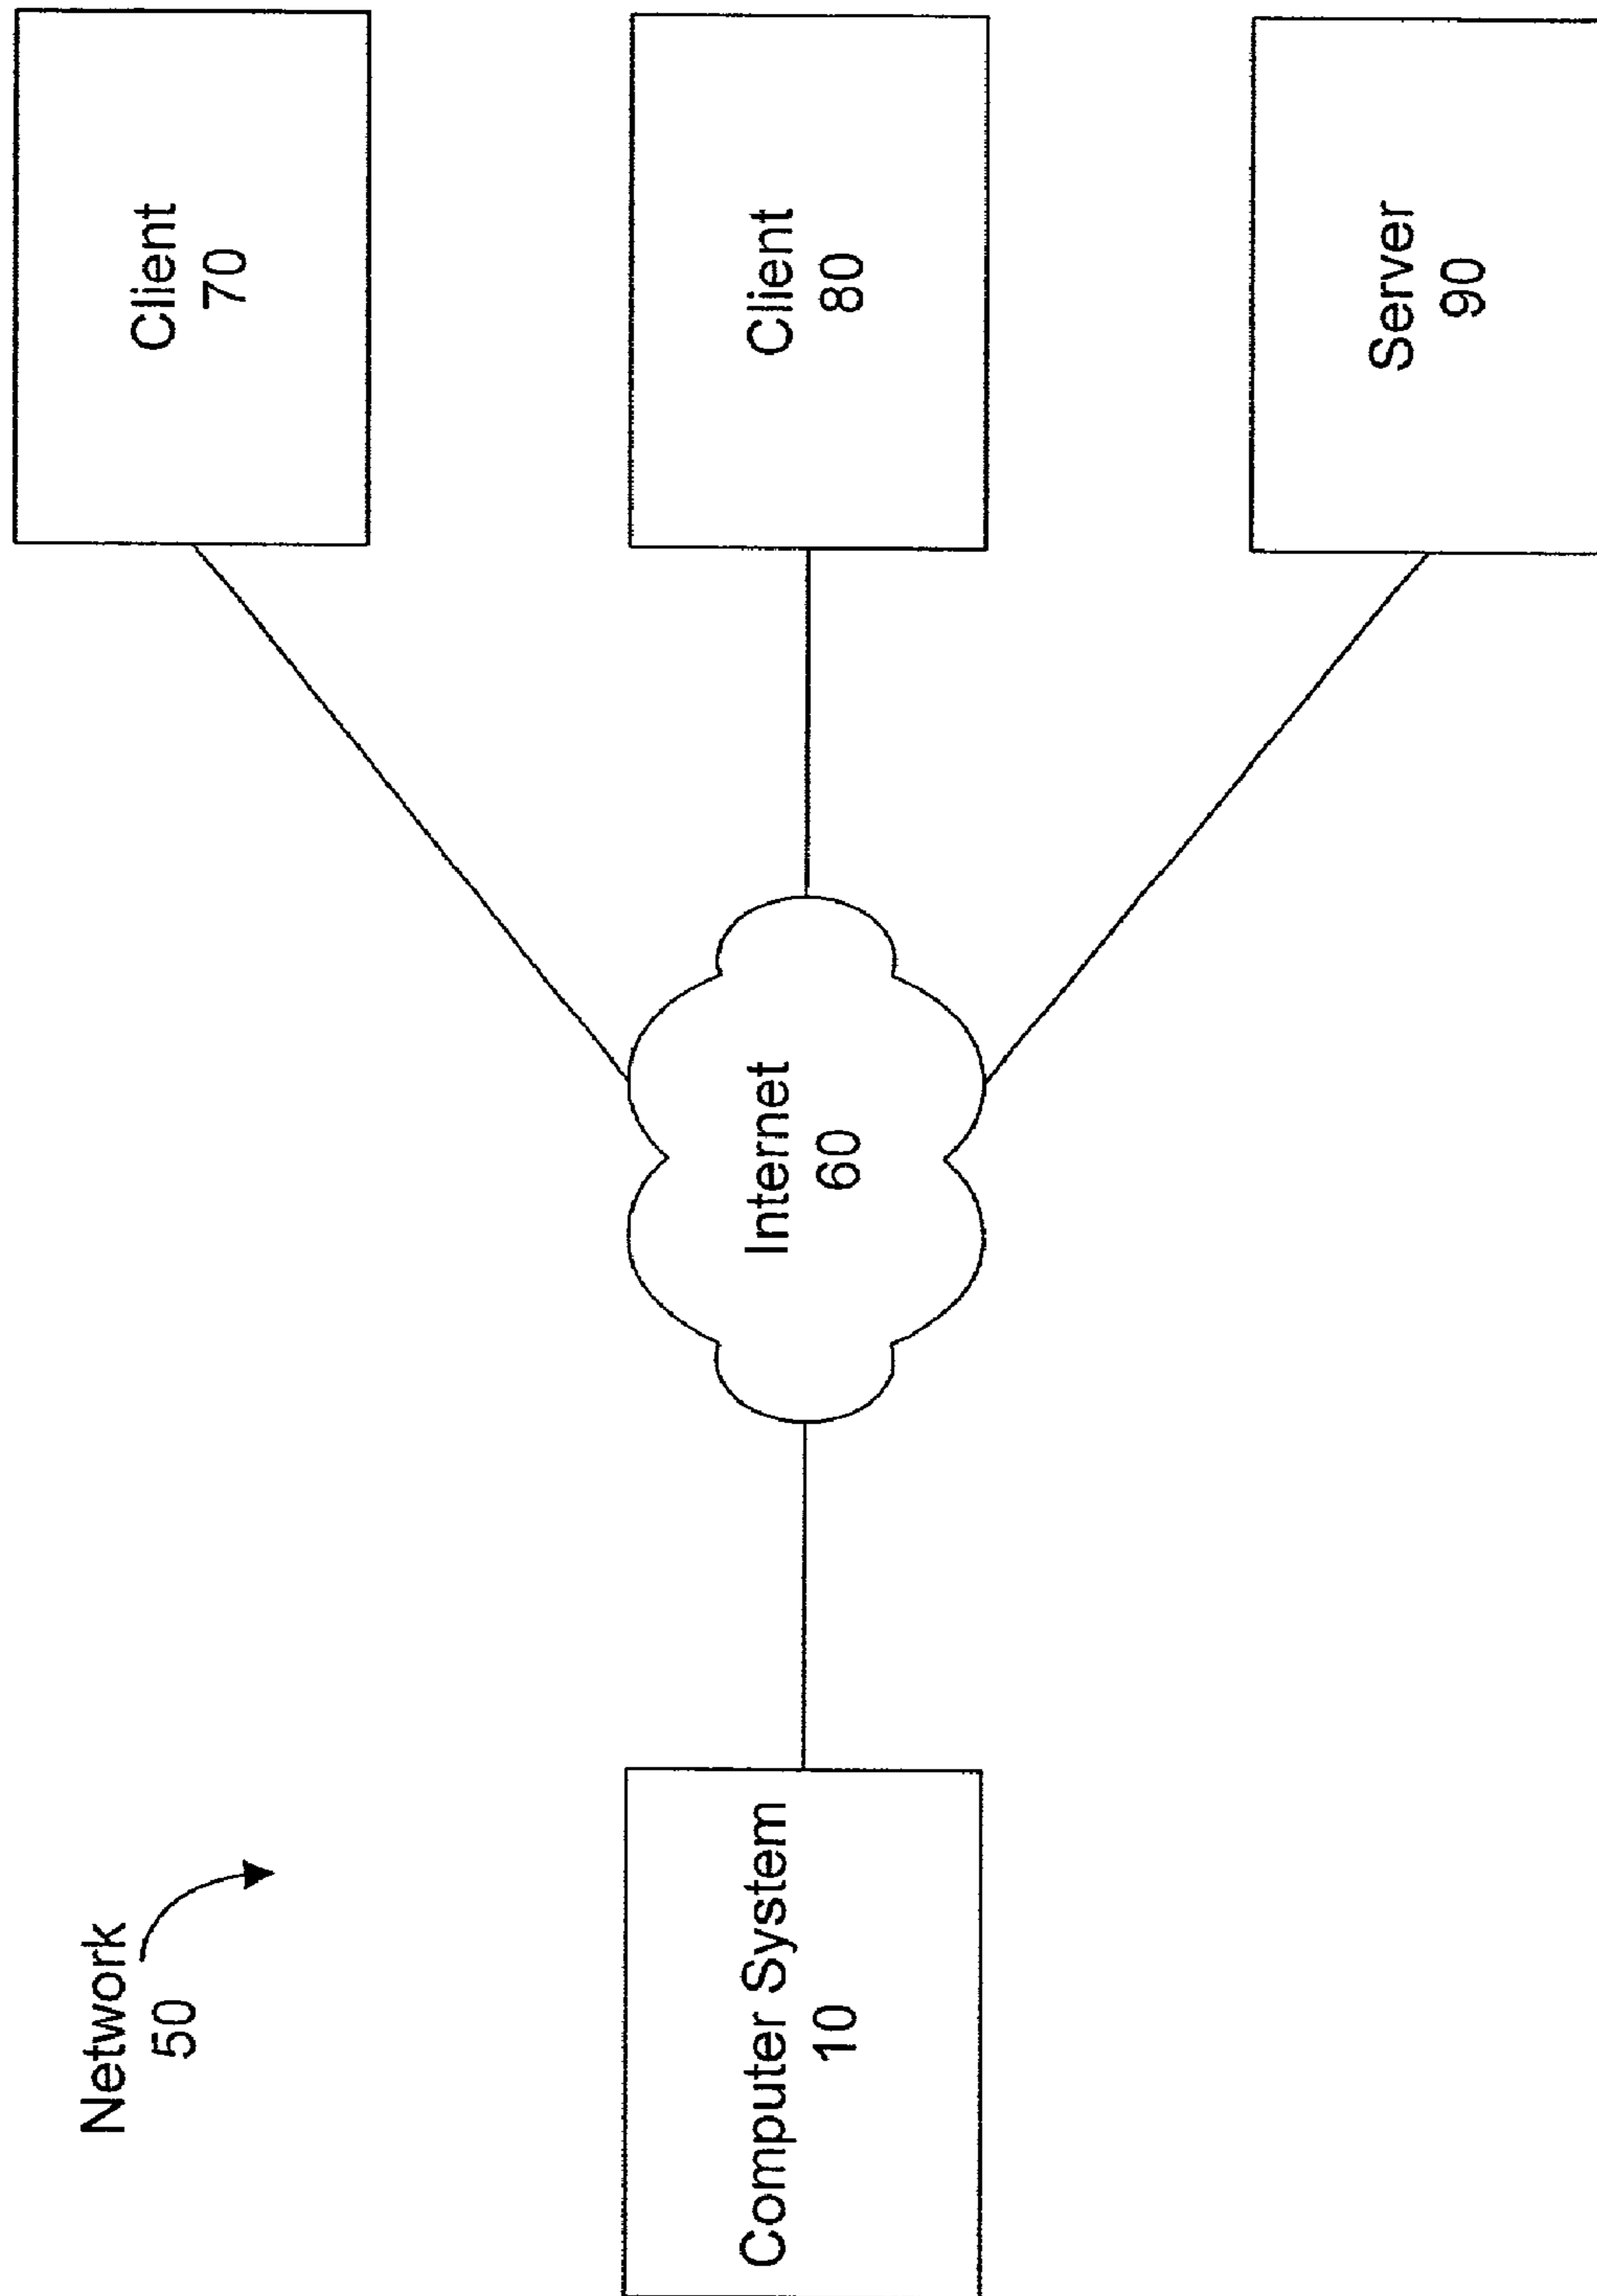 Network
50
Computer System
10
Internet
60
Client
70
Client
80
Server
90